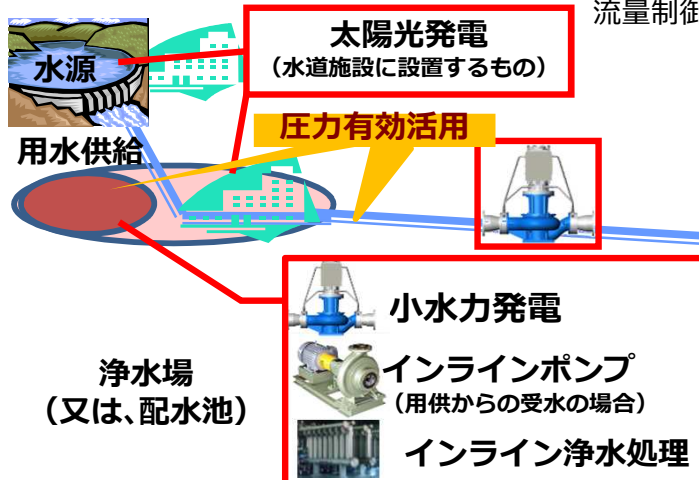 流量制御
太陽光発電
（水道施設に設置するもの）
水源
圧力有効活用
用水供給
小水力発電
インラインポンプ
（用供からの受水の場合）
浄水場
（又は、配水池）
インライン浄水処理